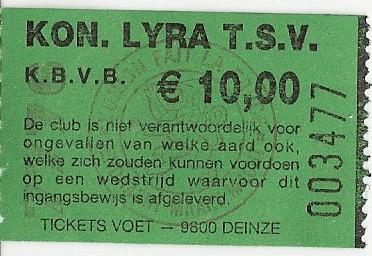 KON. LYRA T.S.V.
K.B.V.B. € 10,00
De club is niet verantwoordelijk voor
ongevallen van welke aard ook,
welke zich zouden kunnen voordoen
op een wedstrijd waarvoor dit
ingangsbewijs is afgeleverd.
TICKETS VOET — 9800 DEINZE
003477